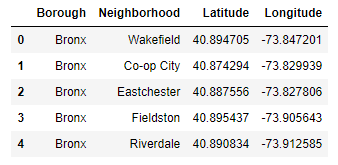 Borough Neighborhood Latitude Longitude
0 Bronx Wakefield 40.894705 -73.847201
1 Bronx Co-op City 40.874294 -73.829939
2 Bronx Eastchester 40.887556 -73.827806
3 Bronx Fieldston 40.895437 -73.905643
4 Bronx Riverdale 40.890834 -73.912585